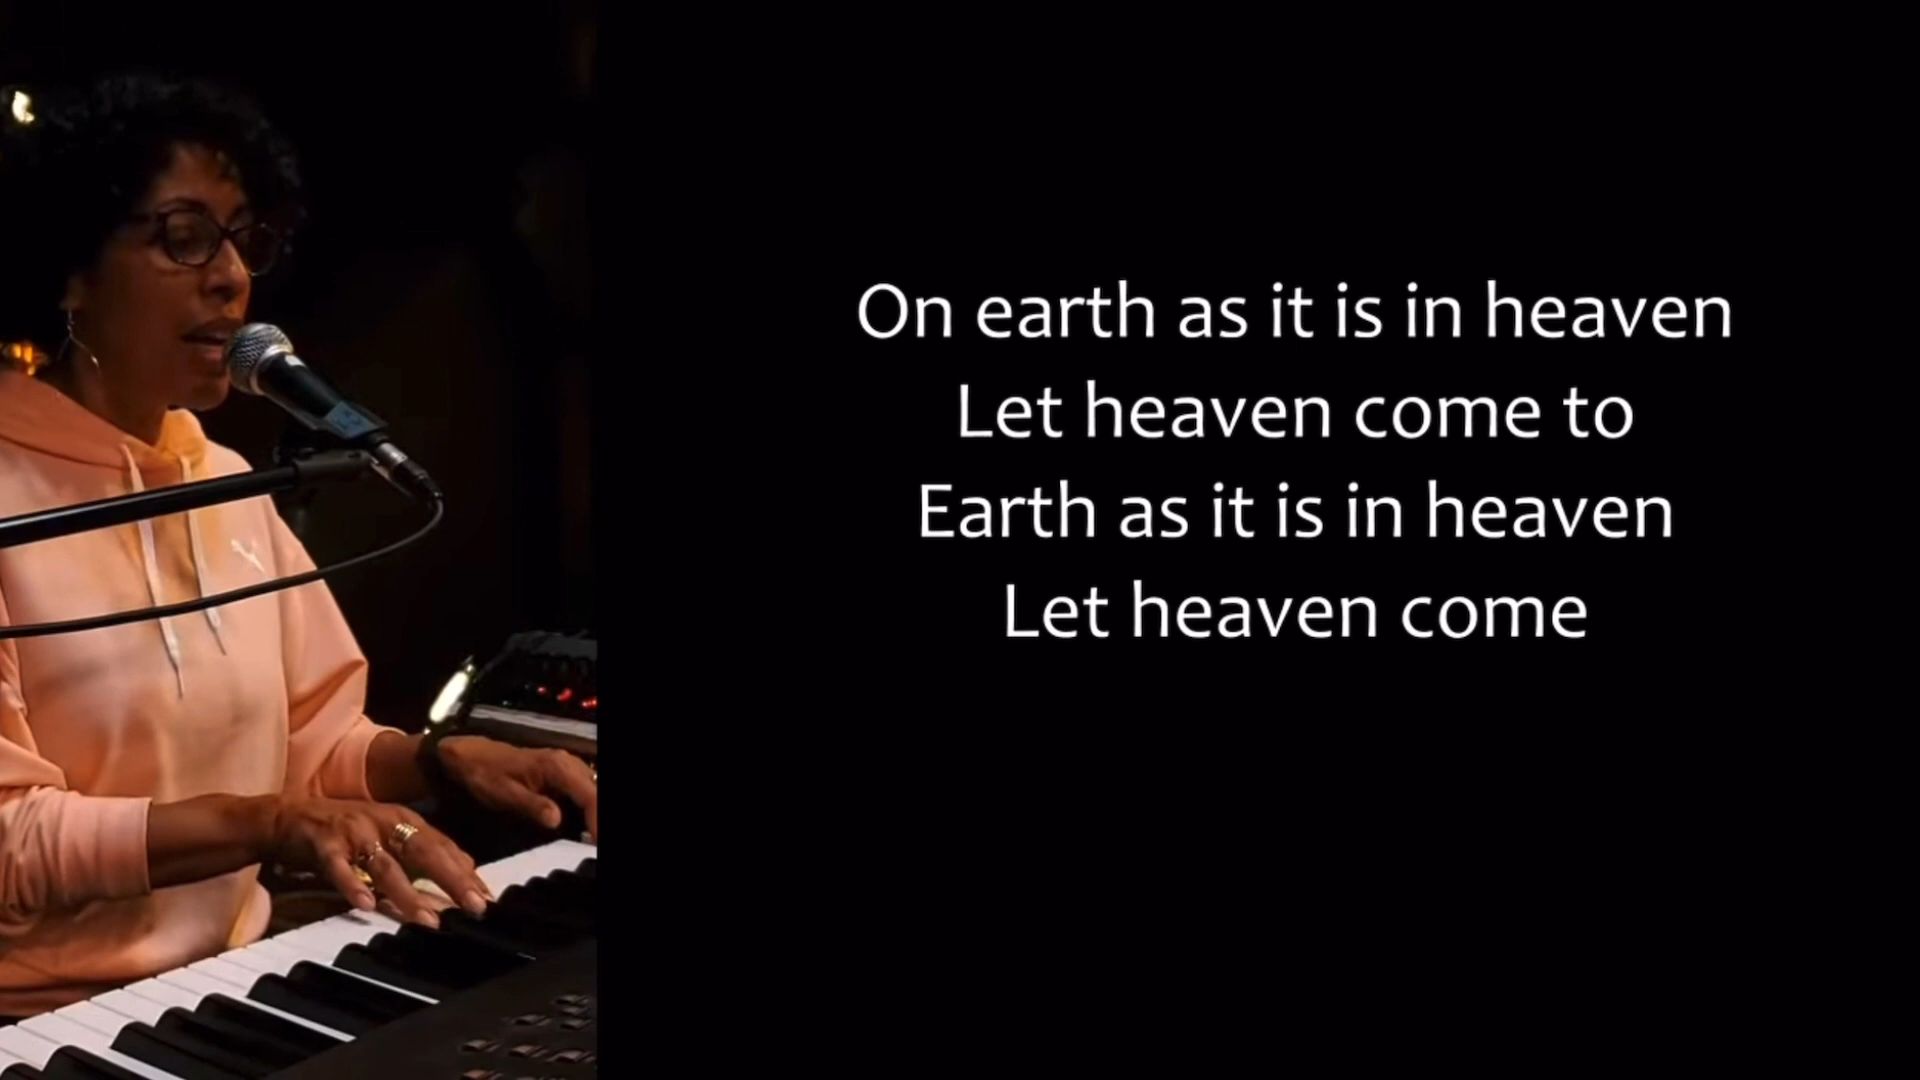 On earth as it is in heaven
Let heaven come to
Earth as it is in heaven
Let heaven come